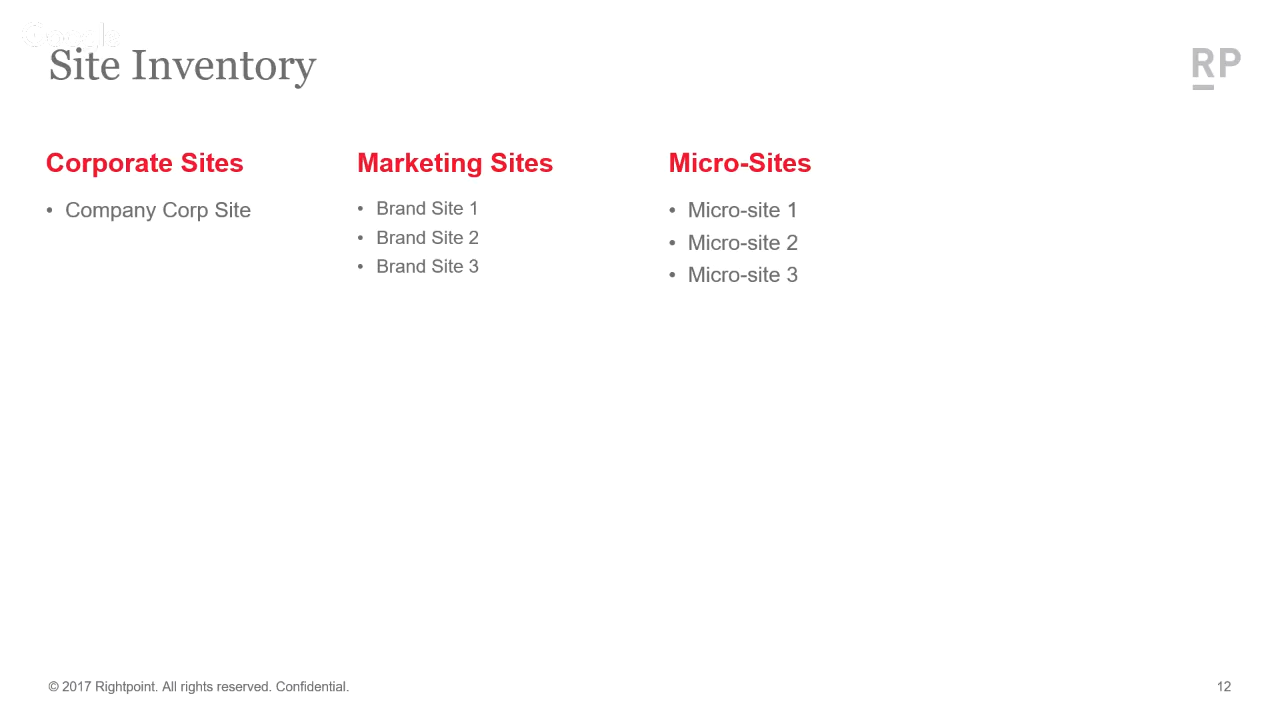 Site Inventory
RP
Corporate Sites
• Company Corp Site
Marketing Sites
• Brand Site 1
• Brand Site 2
• Brand Site 3
Micro-Sites
• Micro-site 1
• Micro-site 2
• Micro-site 3
© 2017 Rightpoint. All rights reserved. Confidential.
12